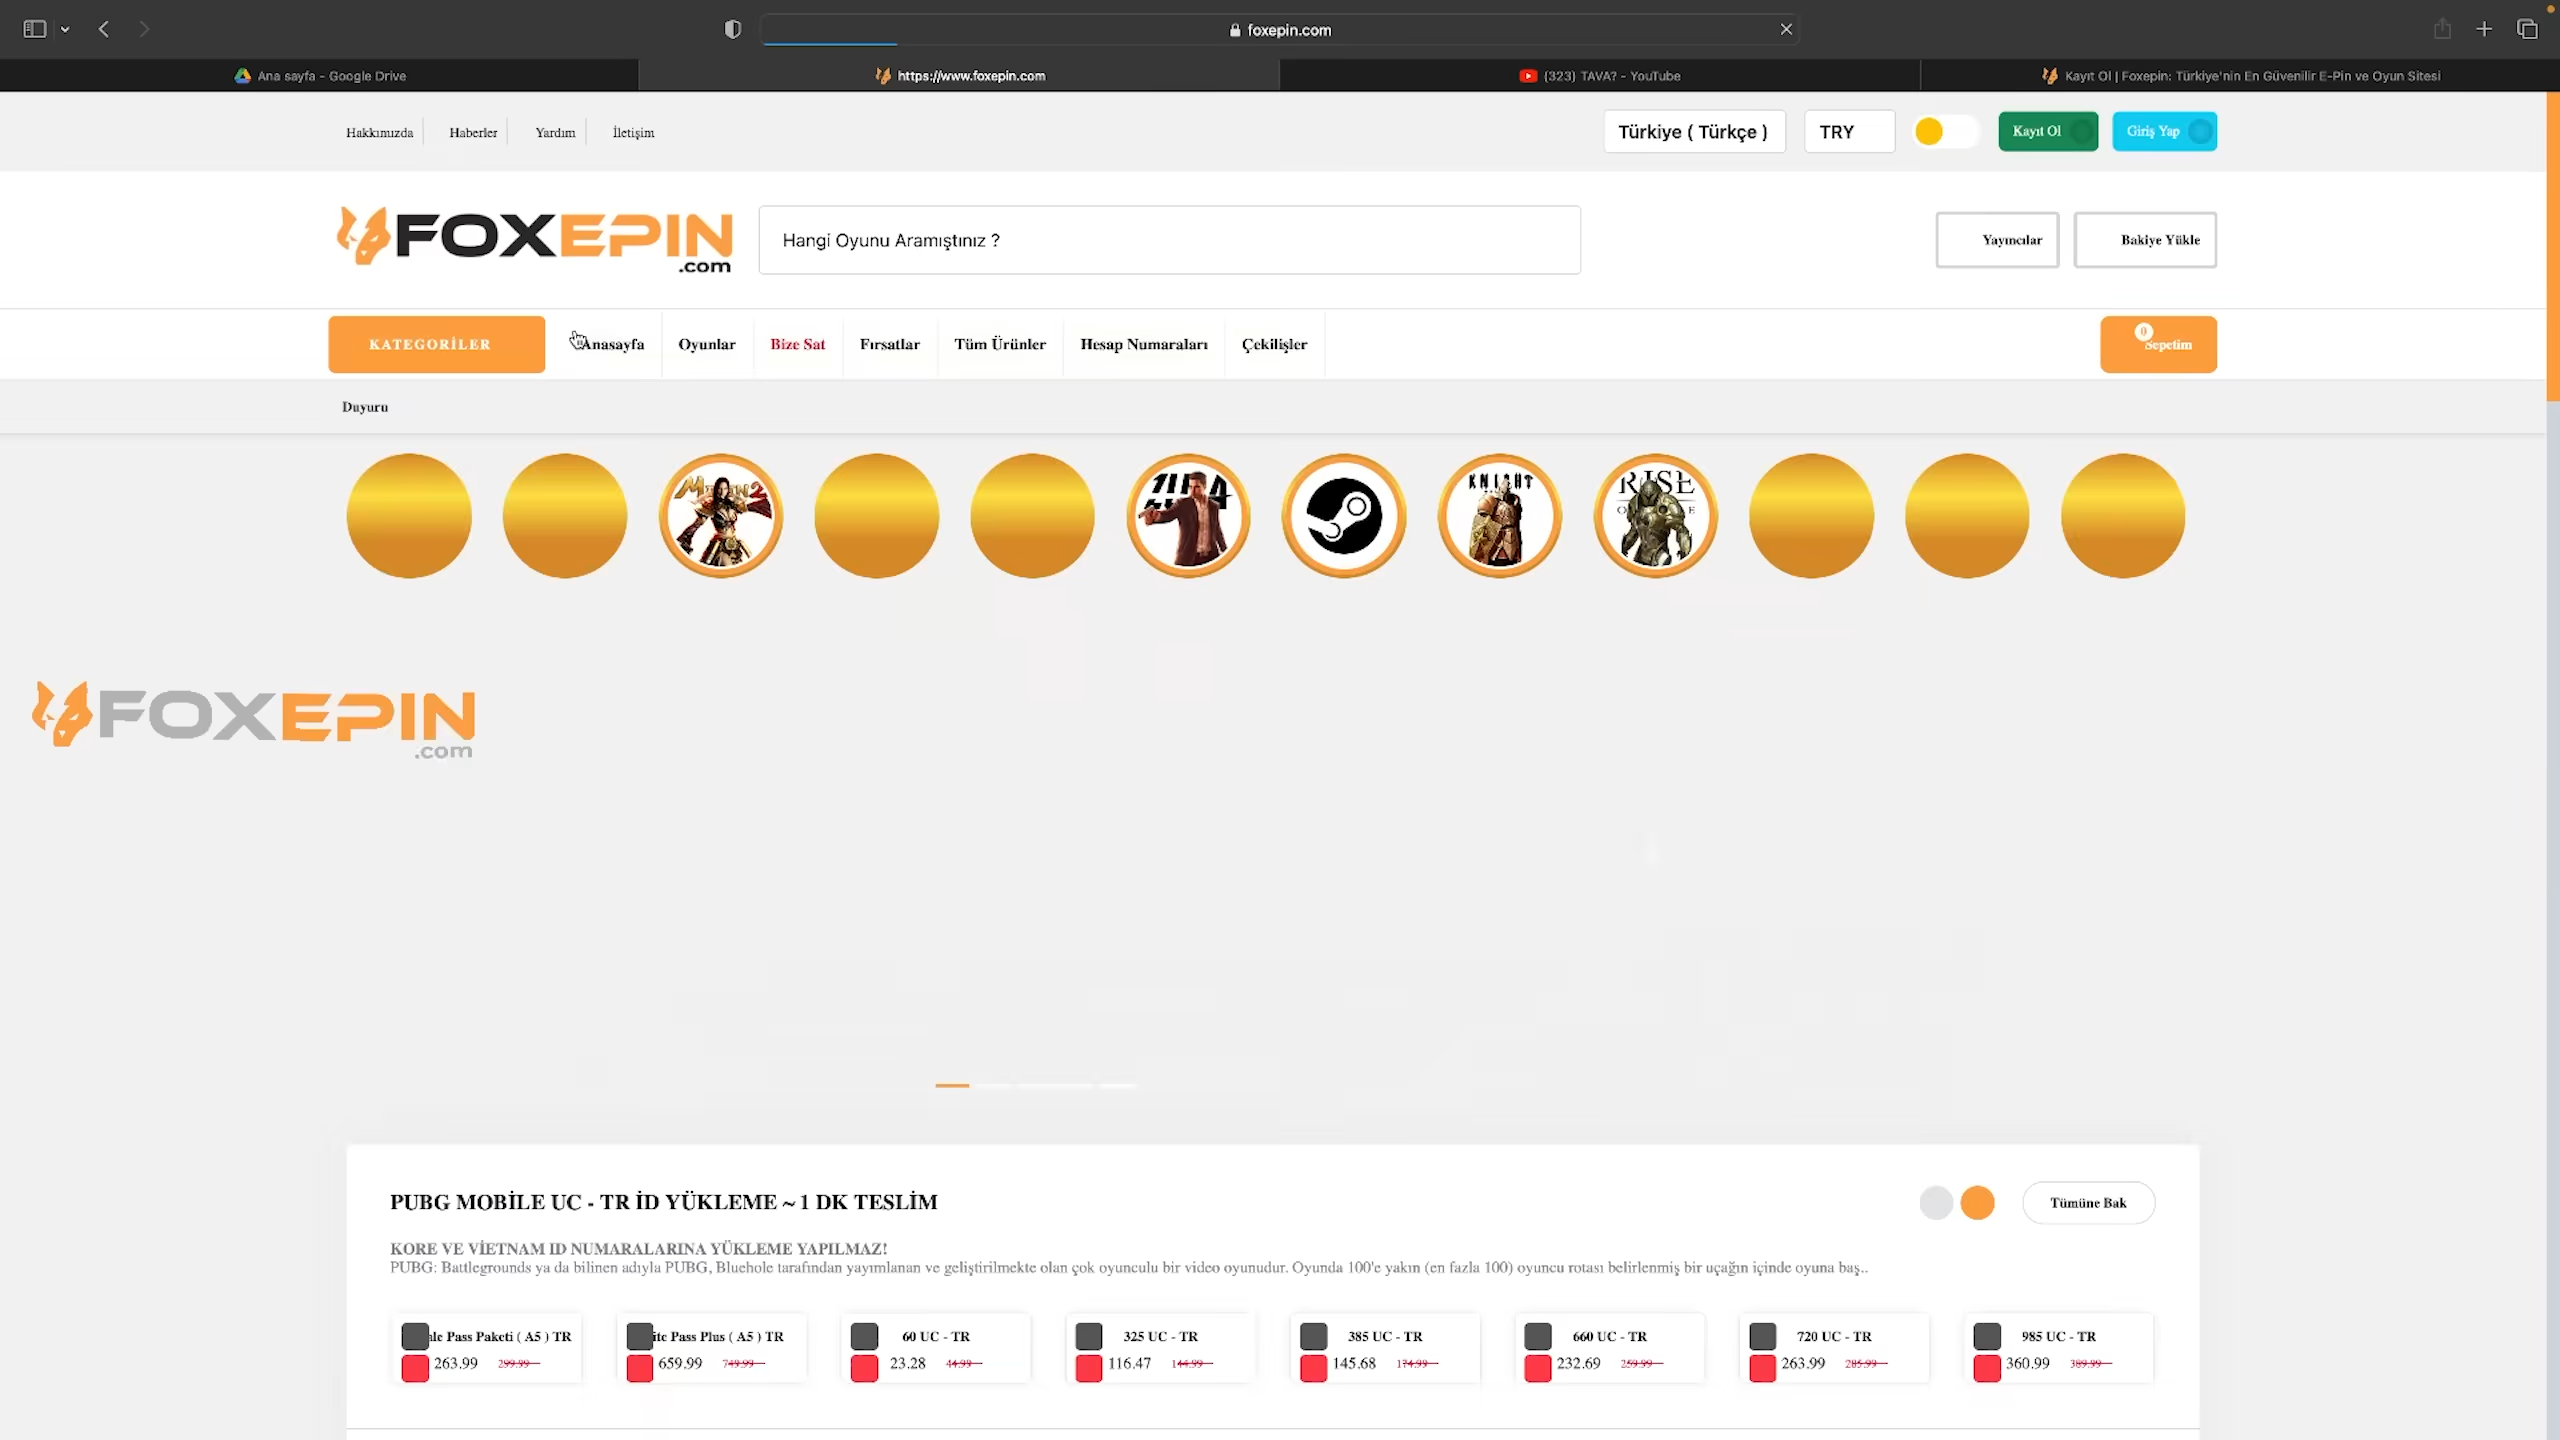 foxepin.com
Ana sayfa - Google Drive
https://www.foxepin.com
(323) TAVA? - YouTube
Kayıt Ol | Foxepin: Türkiye'nin En Güvenilir E-Pin ve Oyun Sitesi
Hakkımızda
Haberler
Yardım
İletişim
Türkiye ( Türkçe )
TRY
Kayıt Ol
Giriş Yap
FOXEPIN
.com
Hangi Oyunu Aramıştınız ?
Yayıncılar
Bakiye Yükle
KATEGORİLER
Anasayfa
Oyunlar
Bize Sat
Fırsatlar
Tüm Ürünler
Hesap Numaraları
Çekilişler
0
Sepetim
Duyuru
KNIGHT
RISE
FOXEPIN
.com
PUBG MOBİLE UC - TR İD YÜKLEME ~ 1 DK TESLİM
Tümüne Bak
KORE VE VİETNAM ID NUMARALARINA YÜKLEME YAPILMAZ!
PUBG: Battlegrounds ya da bilinen adıyla PUBG, Bluehole tarafından yayımlanan ve geliştirilmekte olan çok oyunculu bir video oyunudur. Oyunda 100'e yakın (en fazla 100) oyuncu rotası belirlenmiş bir uçağın içinde oyuna baş..
Pass Paketi ( A5 ) TR
263.99 299.99
Pass Plus ( A5 ) TR
659.99 749.99
60 UC - TR
23.28 44.99
325 UC - TR
116.47 144.99
385 UC - TR
145.68 174.99
660 UC - TR
232.69 259.99
720 UC - TR
263.99 285.99
985 UC - TR
360.99 389.99